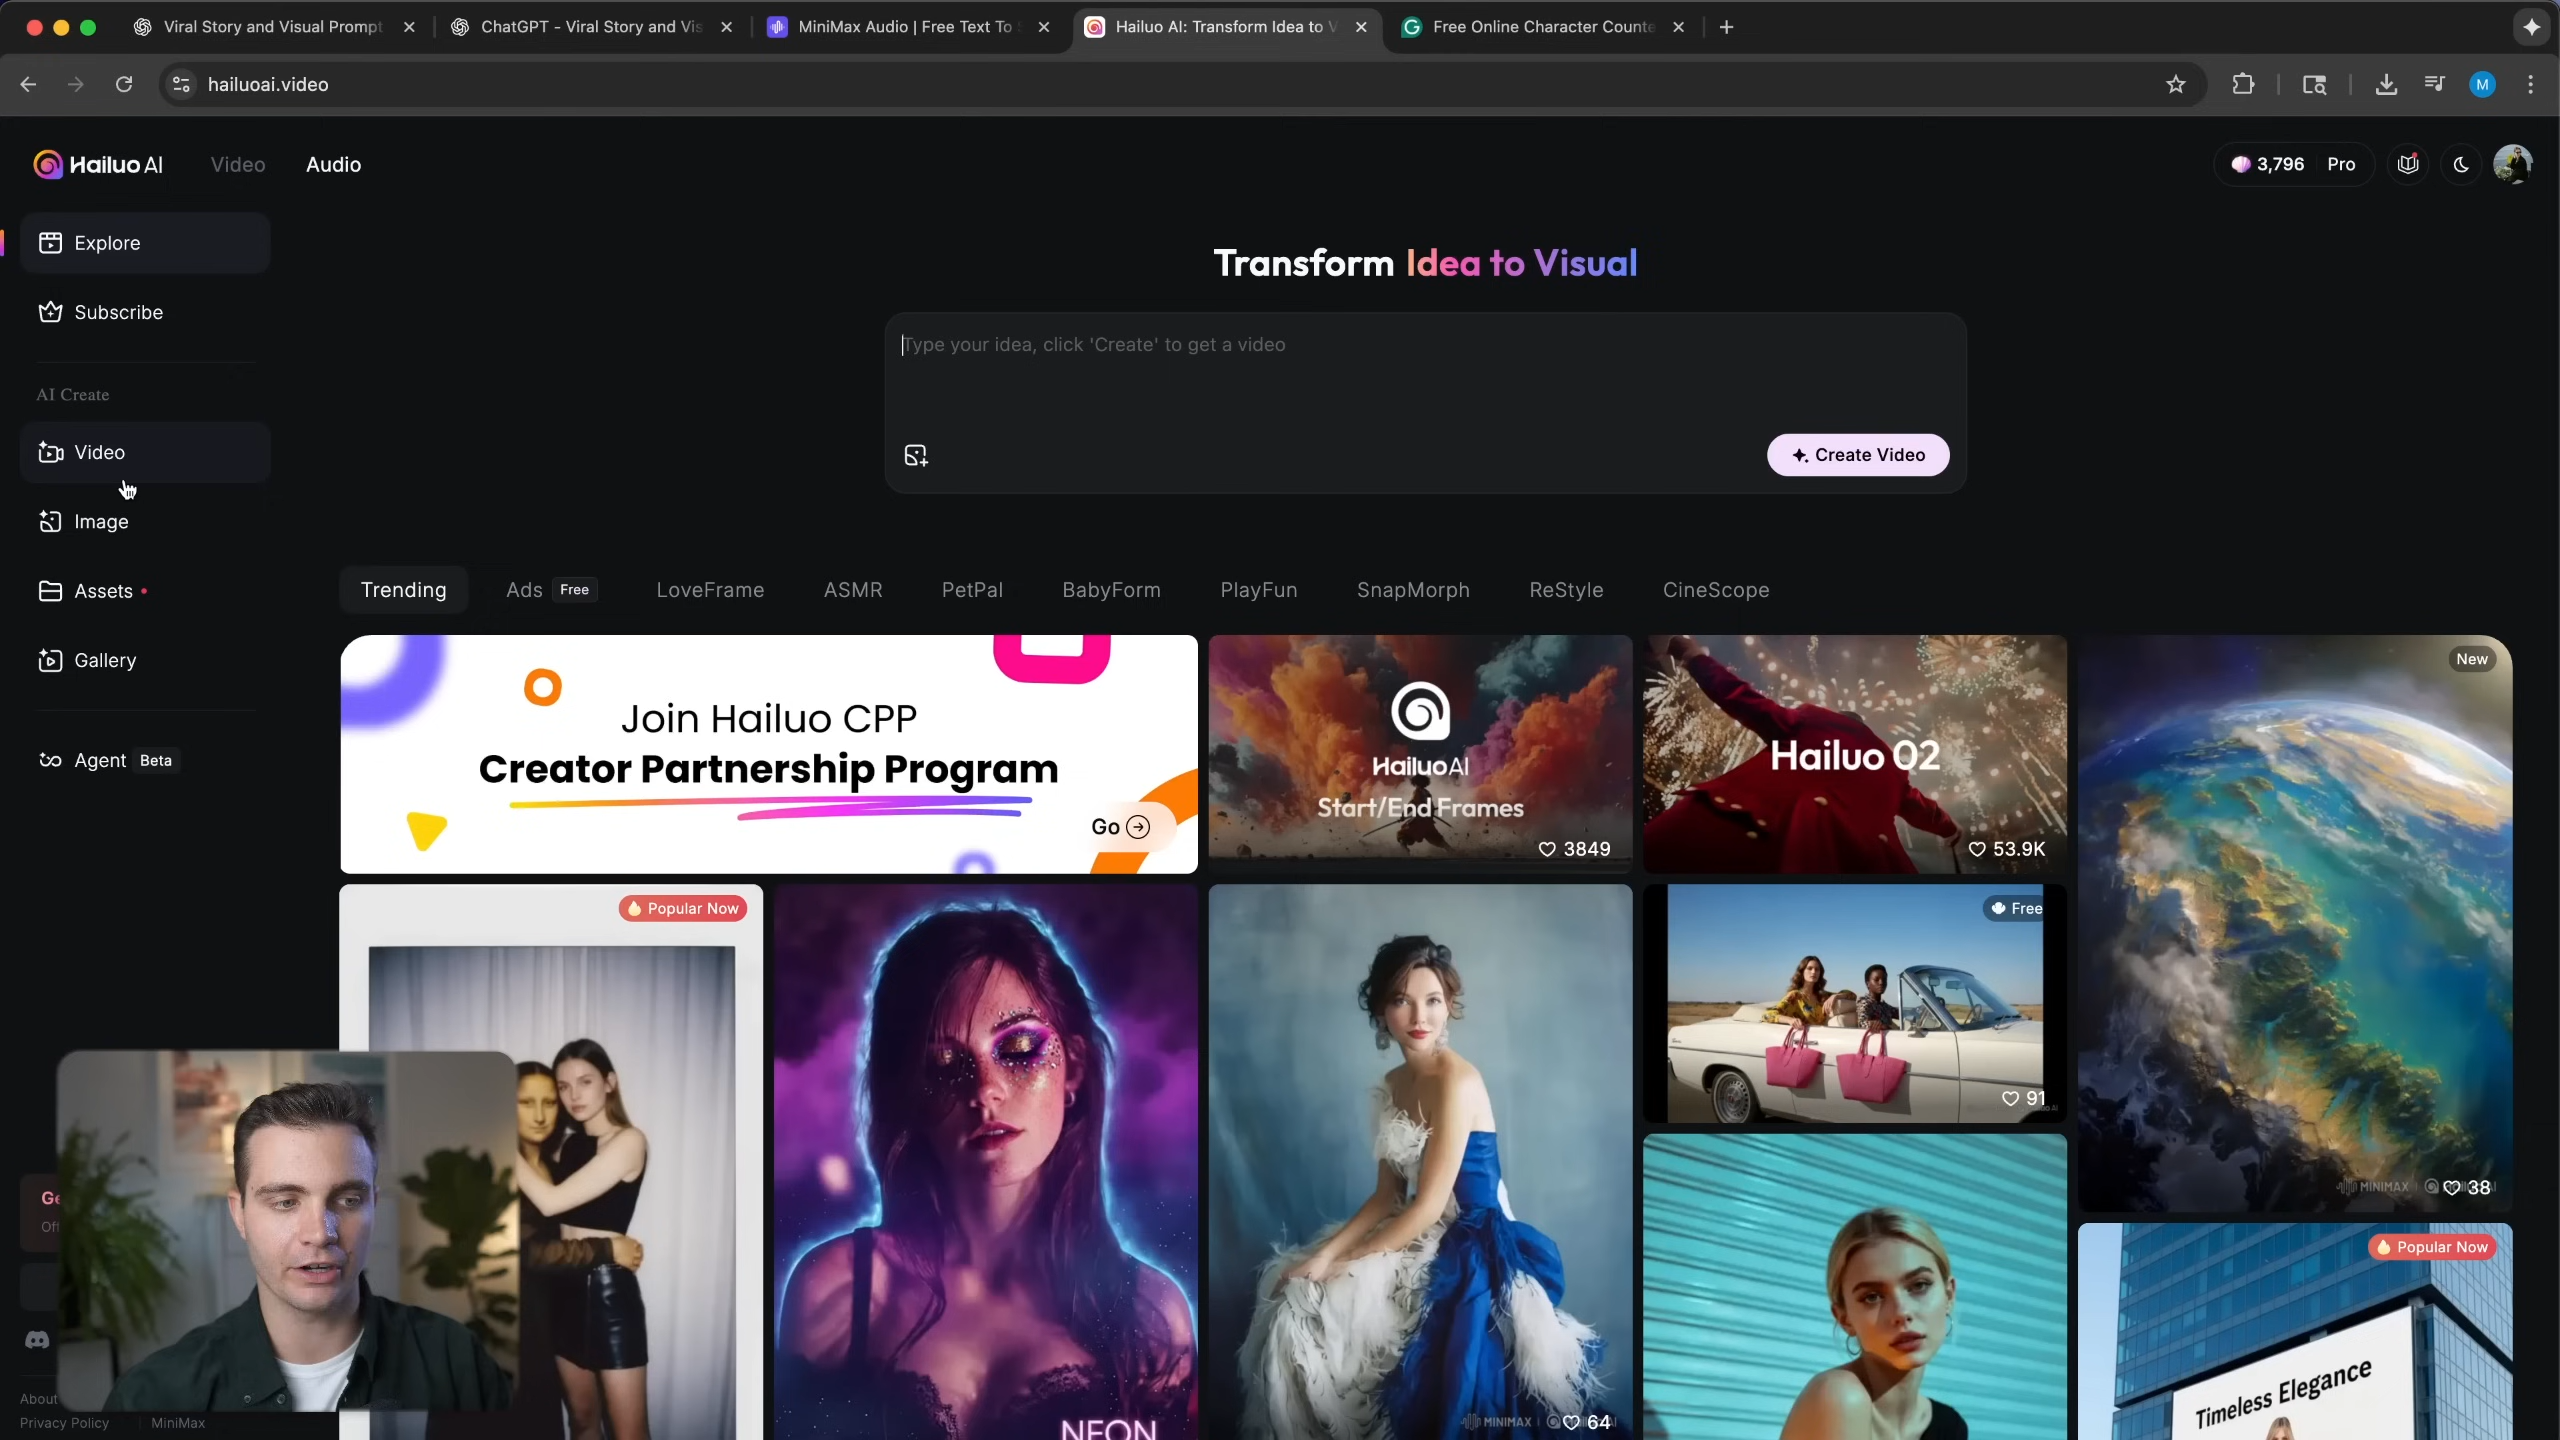 Viral Story and Visual Prompt
ChatGPT - Viral Story and Vis
MiniMax Audio | Free Text To S
Hailuo AI: Transform Idea to V
Free Online Character Counte
hailuoai.video
M
Hailuo AI
Video
Audio
3,796
Pro
Explore
Subscribe
AI Create
Video
Image
Assets
Gallery
Agent Beta
Transform Idea to Visual
Type your idea, click 'Create' to get a video
Create Video
Trending
Ads Free
LoveFrame
ASMR
PetPal
BabyForm
PlayFun
SnapMorph
ReStyle
CineScope
Join Hailuo CPP
Creator Partnership Program
Go
HailuoAI
Start/End Frames
3849
Hailuo 02
53.9K
New
Popular Now
Free
91
MINIMAX
38
Popular Now
Timeless Elegance
MINIMAX
64
NEON
About
Privacy Policy
MiniMax